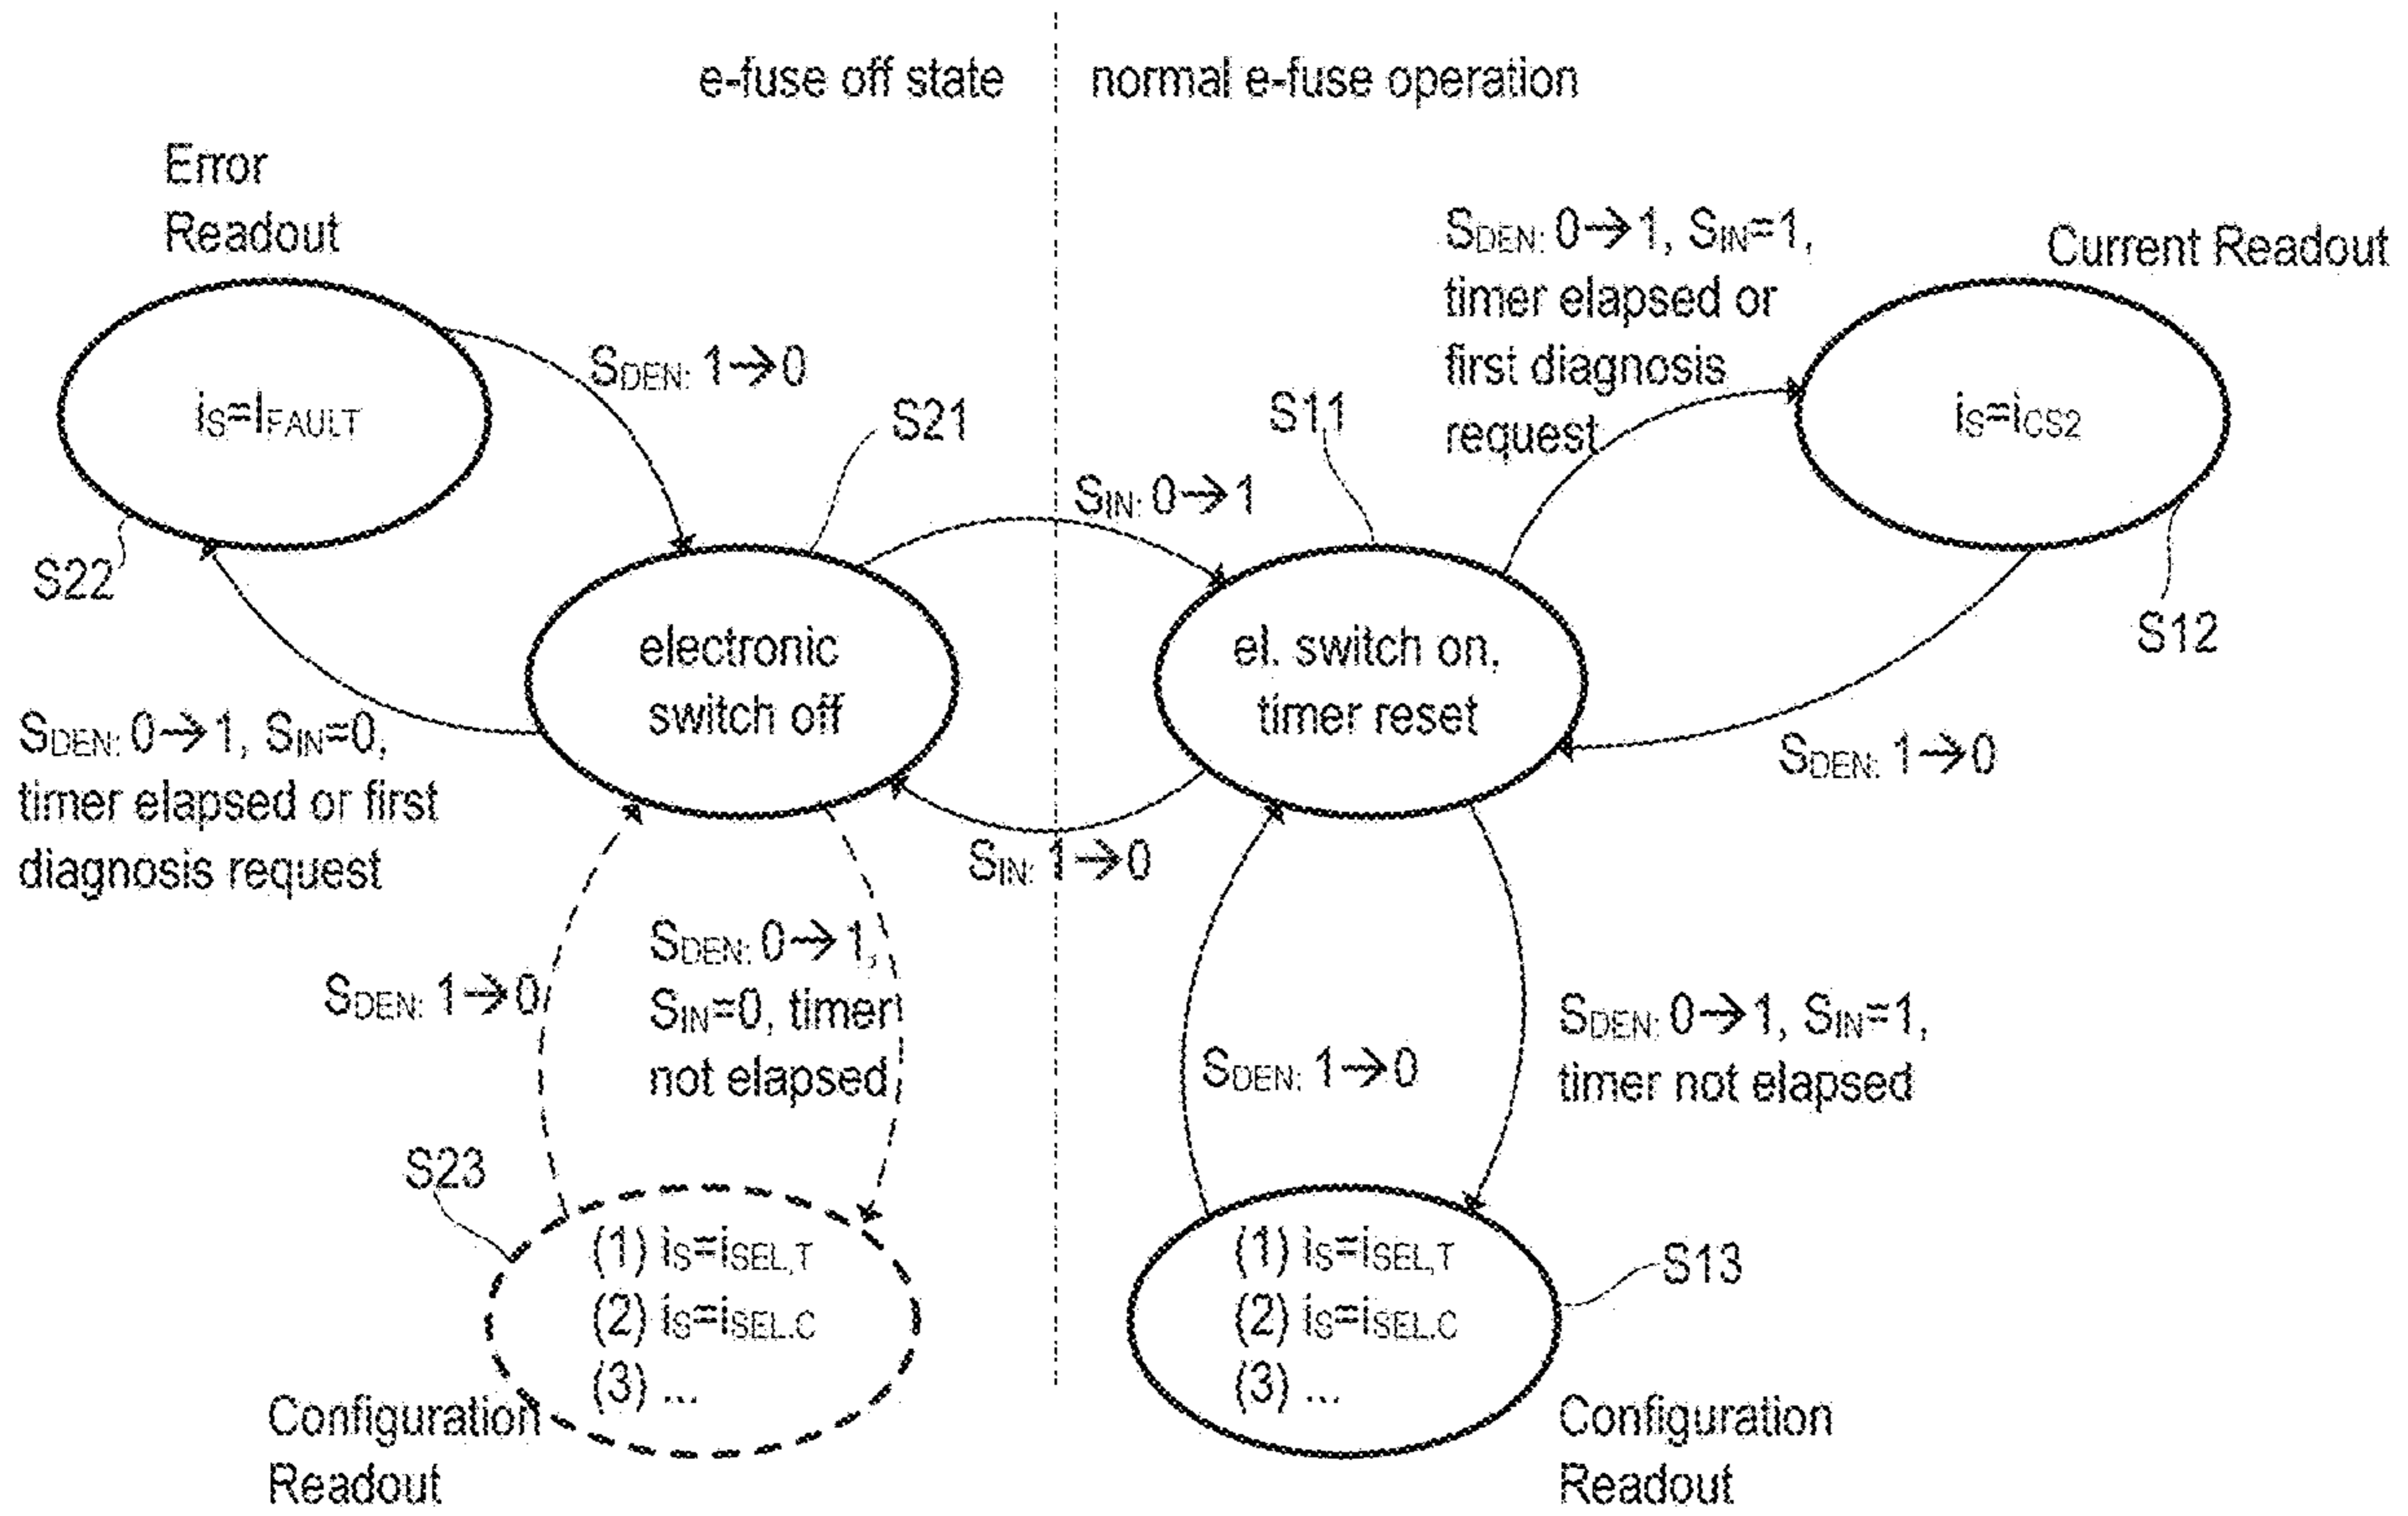 e-fuse off state
normal e-fuse operation
Error
Readout
SDEN: 0→1, SIN=1,
timer elapsed or
first diagnosis
request
Current Readout
SDEN: 1→0
iS=IFAULT
S21
S11
iS=iCS2
SIN: 0→1
S22
S12
electronic
switch off
el. switch on,
timer reset
SDEN: 0→1, SIN=0,
timer elapsed or first
diagnosis request
SDEN: 1→0
SIN: 1→0
SDEN: 1→0
SDEN: 0→1,
SIN=0, timer
not elapsed
SDEN: 1→0
SDEN: 0→1, SIN=1,
timer not elapsed
S23
(1) iS=iSEL,T
(2) iS=iSEL.C
(3) ...
(1) iS=iSEL,T
(2) iS=iSEL.C
(3) ...
S13
Configuration
Readout
Configuration
Readout